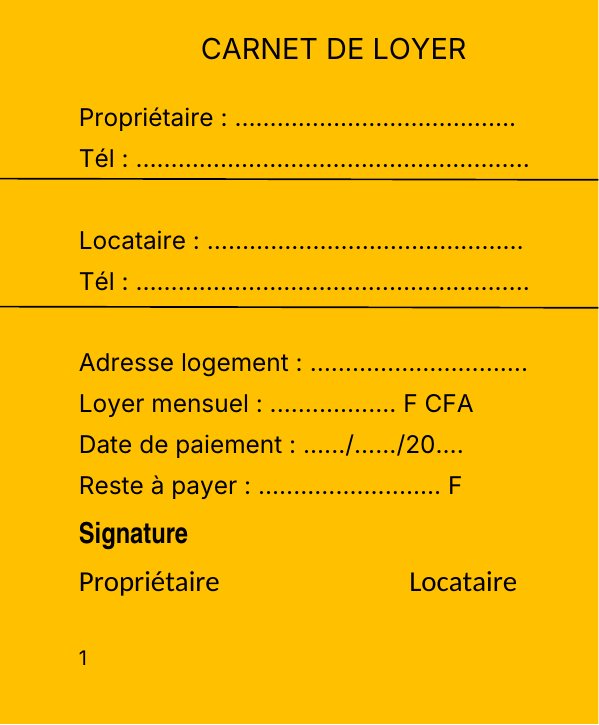 CARNET DE LOYER
Propriétaire : ........................................
Tél : ........................................................
Locataire : .............................................
Tél : ........................................................
Adresse logement : ...............................
Loyer mensuel : .................. F CFA
Date de paiement : ....../....../20....
Reste à payer : .......................... F
Signature
Propriétaire Locataire
1